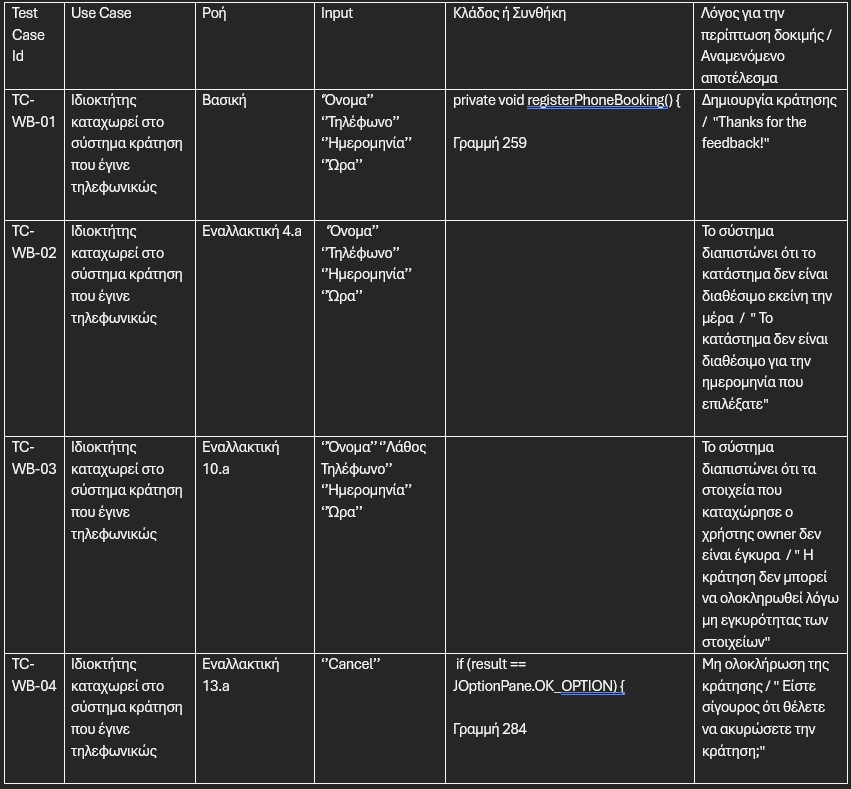 Test
Case
Id
Use Case
Ροή
Input
Κλάδος ή Συνθήκη
Λόγος για την
περίπτωση δοκιμής /
Αναμενόμενο
αποτέλεσμα
TC-
WB-01
Ιδιοκτήτης
καταχωρεί στο
σύστημα κράτηση
που έγινε
τηλεφωνικώς
Βασική
‘Όνομα’’
‘’Τηλέφωνο’’
‘’Ημερομηνία’’
‘’Ώρα’’
private void registerPhoneBooking() {
Γραμμή 259
Δημιουργία κράτησης
/ "Thanks for the
feedback!"
TC-
WB-02
Ιδιοκτήτης
καταχωρεί στο
σύστημα κράτηση
που έγινε
τηλεφωνικώς
Εναλλακτική 4.a
‘Όνομα’’
‘’Τηλέφωνο’’
‘’Ημερομηνία’’
‘’Ώρα’’
Το σύστημα
διαπιστώνει ότι το
κατάστημα δεν είναι
διαθέσιμο εκείνη την
μέρα / " Το
κατάστημα δεν είναι
διαθέσιμο για την
ημερομηνία που
επιλέξατε"
TC-
WB-03
Ιδιοκτήτης
καταχωρεί στο
σύστημα κράτηση
που έγινε
τηλεφωνικώς
Εναλλακτική
10.a
‘’Όνομα’’ ‘’Λάθος
Τηλέφωνο’’
‘’Ημερομηνία’’
‘’Ώρα’’
Το σύστημα
διαπιστώνει ότι τα
στοιχεία που
καταχώρησε ο
χρήστης owner δεν
είναι έγκυρα / " Η
κράτηση δεν μπορεί
να ολοκληρωθεί λόγω
μη εγκυρότητας των
στοιχείων"
TC-
WB-04
Ιδιοκτήτης
καταχωρεί στο
σύστημα κράτηση
που έγινε
τηλεφωνικώς
Εναλλακτική
13.a
‘’Cancel’’
if (result ==
JOptionPane.OK_OPTION) {
Γραμμή 284
Μη ολοκλήρωση της
κράτησης / " Είστε
σίγουρος ότι θέλετε
να ακυρώσετε την
κράτηση;"